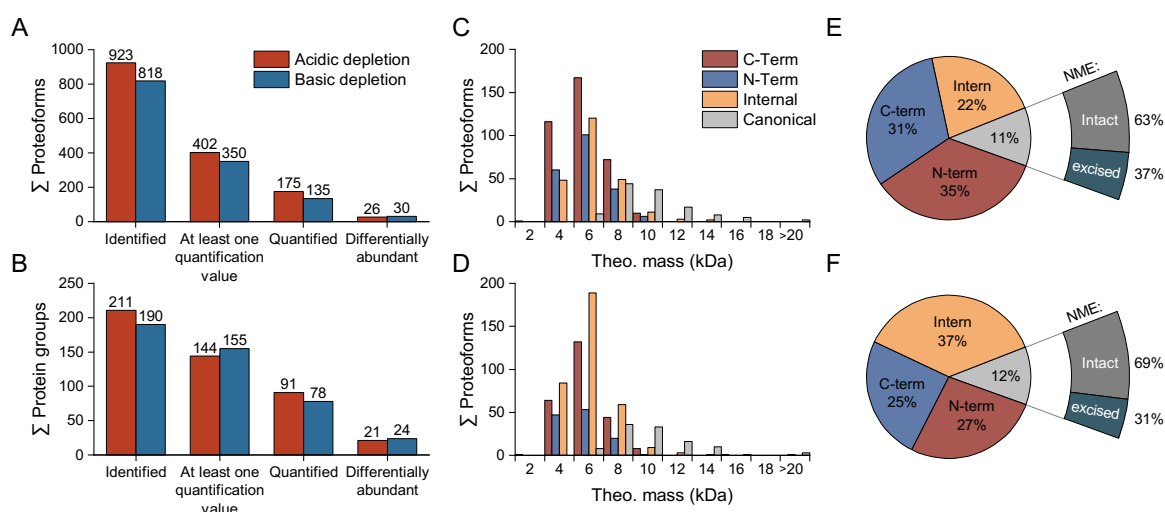 A
∑ Proteoforms
1000
800
600
400
200
0
923
818
402
350
175
135
26
30
Acidic depletion
Basic depletion
Identified
At least one
quantification
value
Quantified
Differentially
abundant
B
∑ Protein groups
250
200
150
100
50
0
211
190
144
155
91
78
21
24
Identified
At least one
quantification
value
Quantified
Differentially
abundant
C
∑ Proteoforms
200
150
100
50
0
C-Term
N-Term
Internal
Canonical
2 4 6 8 10 12 14 16 18 >20
Theo. mass (kDa)
D
∑ Proteoforms
200
150
100
50
0
2 4 6 8 10 12 14 16 18 >20
Theo. mass (kDa)
E
Intern
22%
C-term
31%
11%
N-term
35%
NME:
Intact
63%
excised
37%
F
Intern
37%
C-term
25%
12%
N-term
27%
NME:
Intact
69%
excised
31%